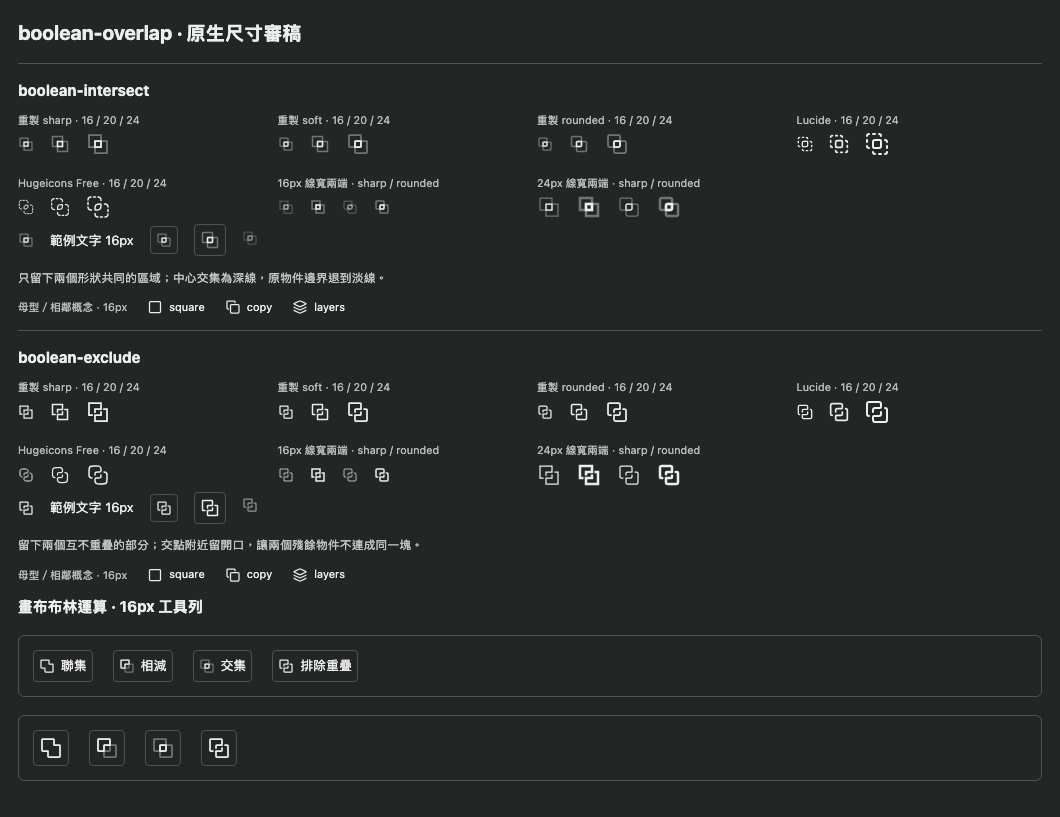 boolean-overlap · 原生尺寸審稿
boolean-intersect
重製 sharp · 16 / 20 / 24
重製 soft · 16 / 20 / 24
重製 rounded · 16 / 20 / 24
Lucide · 16 / 20 / 24
Hugeicons Free · 16 / 20 / 24
16px 線寬兩端 · sharp / rounded
24px 線寬兩端 · sharp / rounded
範例文字 16px
只留下兩個形狀共同的區域；中心交集為深線，原物件邊界退到淡線。
母型 / 相鄰概念 · 16px square copy layers
boolean-exclude
重製 sharp · 16 / 20 / 24
重製 soft · 16 / 20 / 24
重製 rounded · 16 / 20 / 24
Lucide · 16 / 20 / 24
Hugeicons Free · 16 / 20 / 24
16px 線寬兩端 · sharp / rounded
24px 線寬兩端 · sharp / rounded
範例文字 16px
留下兩個互不重疊的部分；交點附近留開口，讓兩個殘餘物件不連成同一塊。
母型 / 相鄰概念 · 16px square copy layers
畫布布林運算 · 16px 工具列
聯集 相減 交集 排除重疊